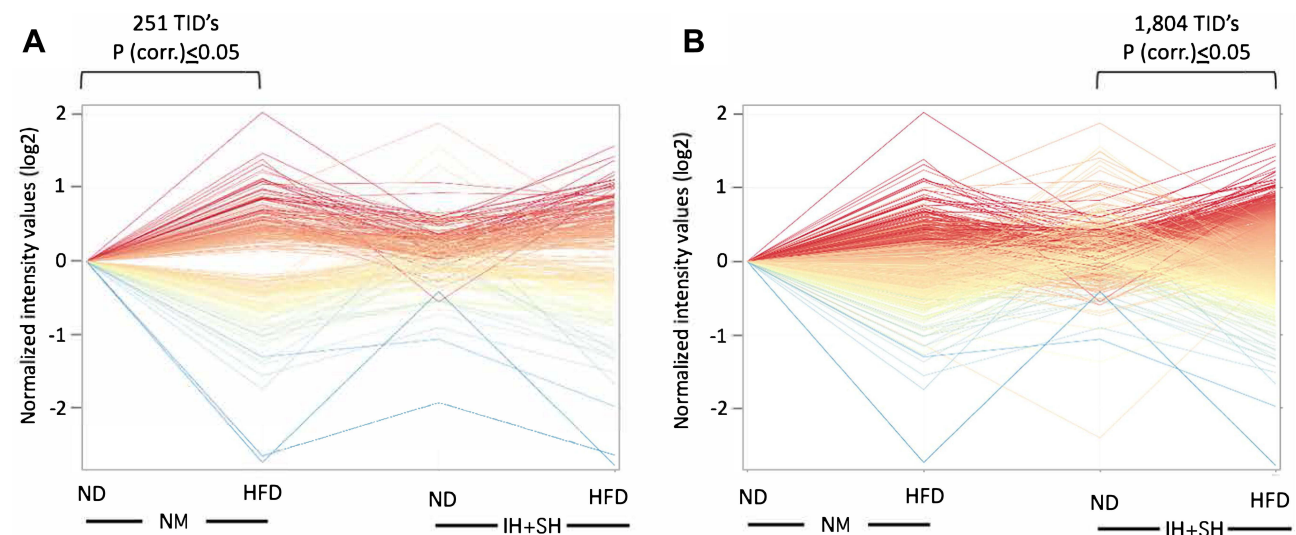 A
251 TID's
P (corr.)≤0.05
Normalized intensity values (log2)
2
1
0
-1
-2
ND
HFD
ND
HFD
NM
IH+SH
B
1,804 TID's
P (corr.)≤0.05
Normalized intensity values (log2)
2
1
0
-1
-2
ND
HFD
ND
HFD
NM
IH+SH